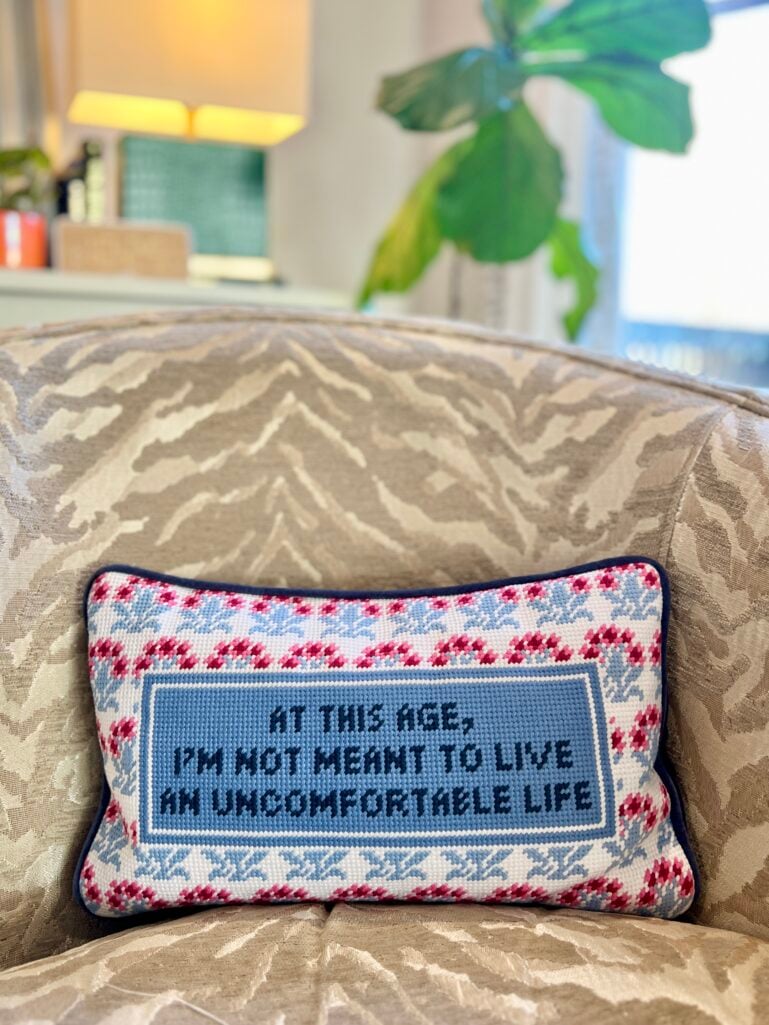 AT THIS AGE,
I'M NOT MEANT TO LIVE
AN UNCOMFORTABLE LIFE